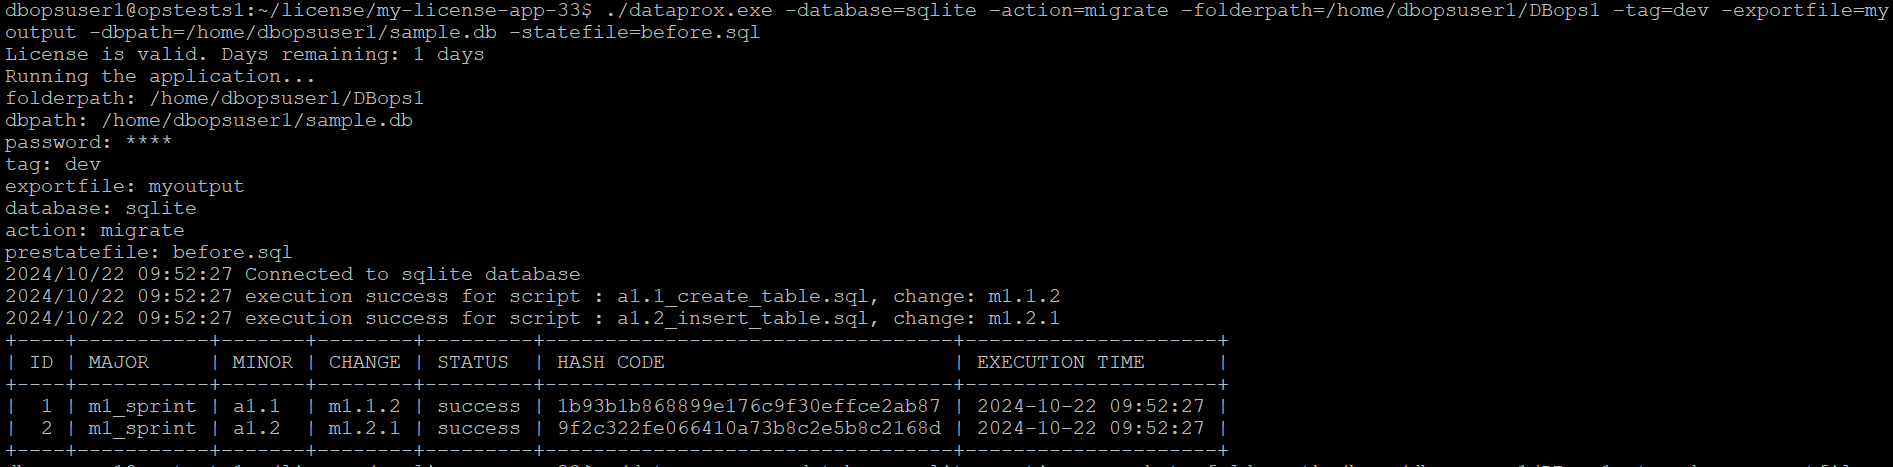 dbopsuser1@opstests1:~/license/my-license-app-33$ ./dataprox.exe -database=sqlite -action=migrate -folderpath=/home/dbopsuser1/DBops1 -tag=dev -exportfile=my
output -dbpath=/home/dbopsuser1/sample.db -statefile=before.sql
License is valid. Days remaining: 1 days
Running the application...
folderpath: /home/dbopsuser1/DBops1
dbpath: /home/dbopsuser1/sample.db
password: ****
tag: dev
exportfile: myoutput
database: sqlite
action: migrate
prestatefile: before.sql
2024/10/22 09:52:27 Connected to sqlite database
2024/10/22 09:52:27 execution success for script : a1.1_create_table.sql, change: m1.1.2
2024/10/22 09:52:27 execution success for script : a1.2_insert_table.sql, change: m1.2.1
+----+-----------+-------+--------+---------+----------------------------------+---------------------+
| ID | MAJOR     | MINOR | CHANGE | STATUS  | HASH CODE                        | EXECUTION TIME      |
+----+-----------+-------+--------+---------+----------------------------------+---------------------+
|  1 | m1_sprint | a1.1  | m1.1.2 | success | 1b93b1b868899e176c9f30effce2ab87 | 2024-10-22 09:52:27 |
|  2 | m1_sprint | a1.2  | m1.2.1 | success | 9f2c322fe066410a73b8c2e5b8c2168d | 2024-10-22 09:52:27 |
+----+-----------+-------+--------+---------+----------------------------------+---------------------+